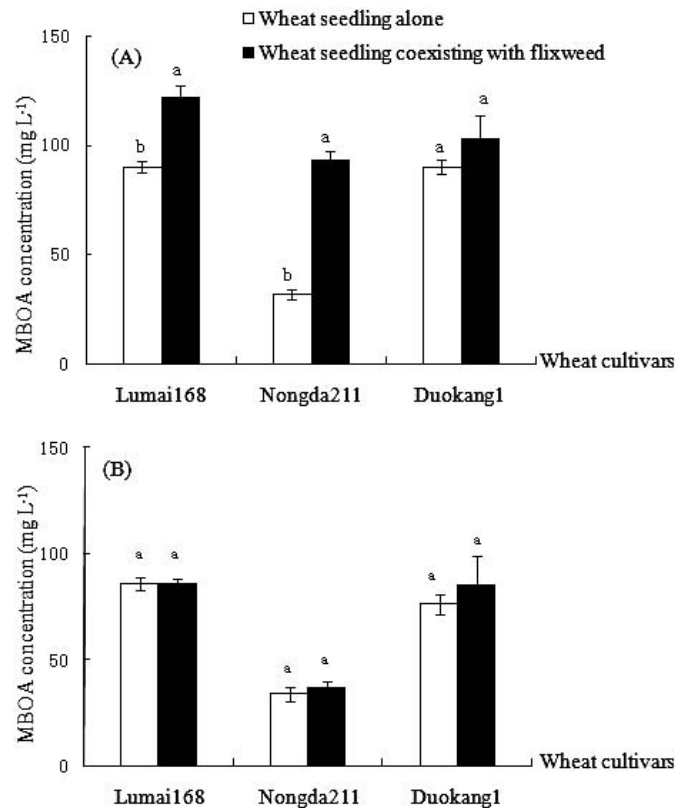 Wheat seedling alone
Wheat seedling coexisting with flixweed
(A)
MBOA concentration (mg L⁻¹)
150
100
50
0
b
a
b
a
a
a
Lumai168
Nongda211
Duokang1
Wheat cultivars
(B)
MBOA concentration (mg L⁻¹)
150
100
50
0
a
a
a
a
a
a
Lumai168
Nongda211
Duokang1
Wheat cultivars